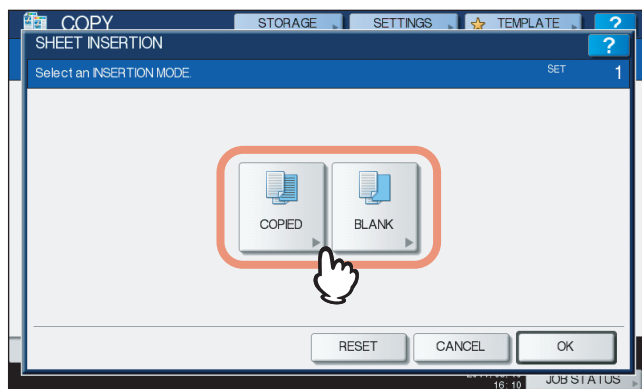 COPY STORAGE SETTINGS TEMPLATE ?
SHEET INSERTION ?
Select an INSERTION MODE. SET 1
COPIED BLANK
RESET CANCEL OK
16:10 JOB STATUS